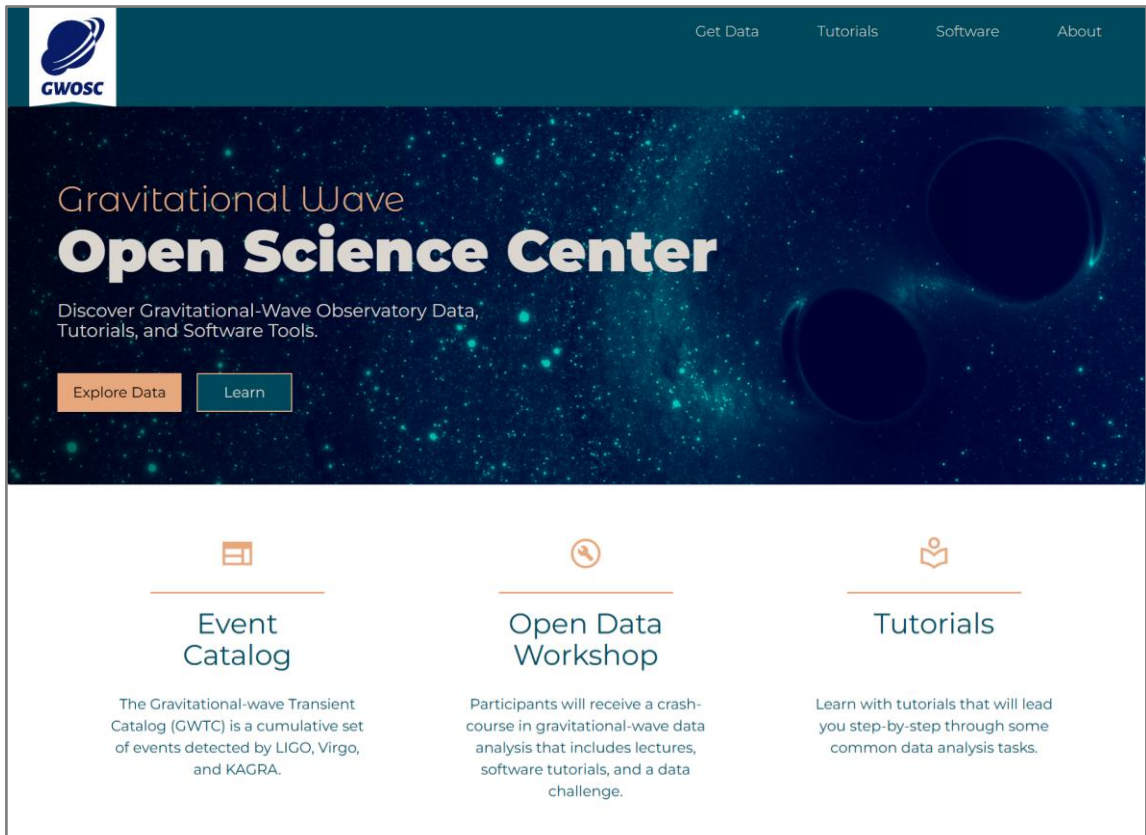 GWOSC
Get Data
Tutorials
Software
About
Gravitational Wave
Open Science Center
Discover Gravitational-Wave Observatory Data,
Tutorials, and Software Tools.
Explore Data
Learn
Event
Catalog
The Gravitational-wave Transient
Catalog (GWTC) is a cumulative set
of events detected by LIGO, Virgo,
and KAGRA.
Open Data
Workshop
Participants will receive a crash-
course in gravitational-wave data
analysis that includes lectures,
software tutorials, and a data
challenge.
Tutorials
Learn with tutorials that will lead
you step-by-step through some
common data analysis tasks.